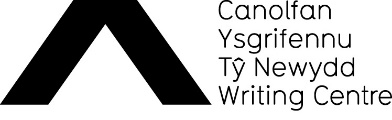 Canolfan
Ysgrifennu
Tŷ Newydd
Writing Centre